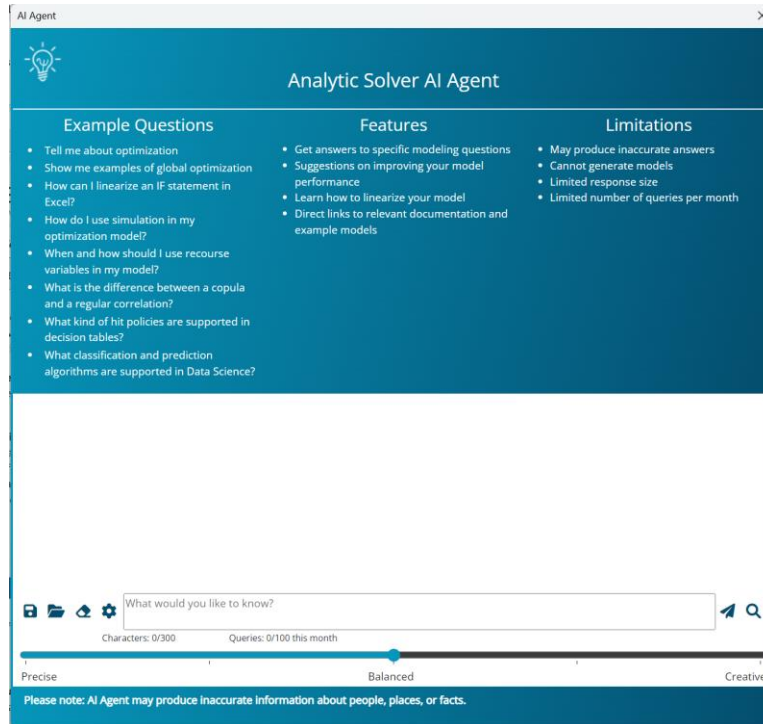 AI Agent
Analytic Solver AI Agent
Example Questions
• Tell me about optimization
• Show me examples of global optimization
• How can I linearize an IF statement in
Excel?
• How do I use simulation in my
optimization model?
• When and how should I use recourse
variables in my model?
• What is the difference between a copula
and a regular correlation?
• What kind of hit policies are supported in
decision tables?
• What classification and prediction
algorithms are supported in Data Science?
Features
• Get answers to specific modeling questions
• Suggestions on improving your model
performance
• Learn how to linearize your model
• Direct links to relevant documentation and
example models
Limitations
• May produce inaccurate answers
• Cannot generate models
• Limited response size
• Limited number of queries per month
What would you like to know?
Characters: 0/300 Queries: 0/100 this month
Precise Balanced Creative
Please note: AI Agent may produce inaccurate information about people, places, or facts.